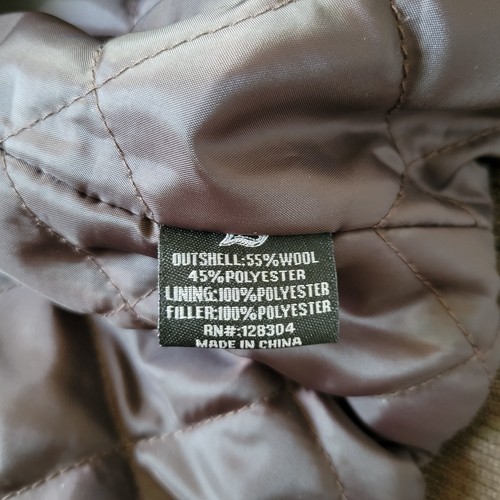 OUTSHELL:55%WOOL
45%POLYESTER
LINING:100%POLYESTER
FILLER:100%POLYESTER
RN#:128304
MADE IN CHINA